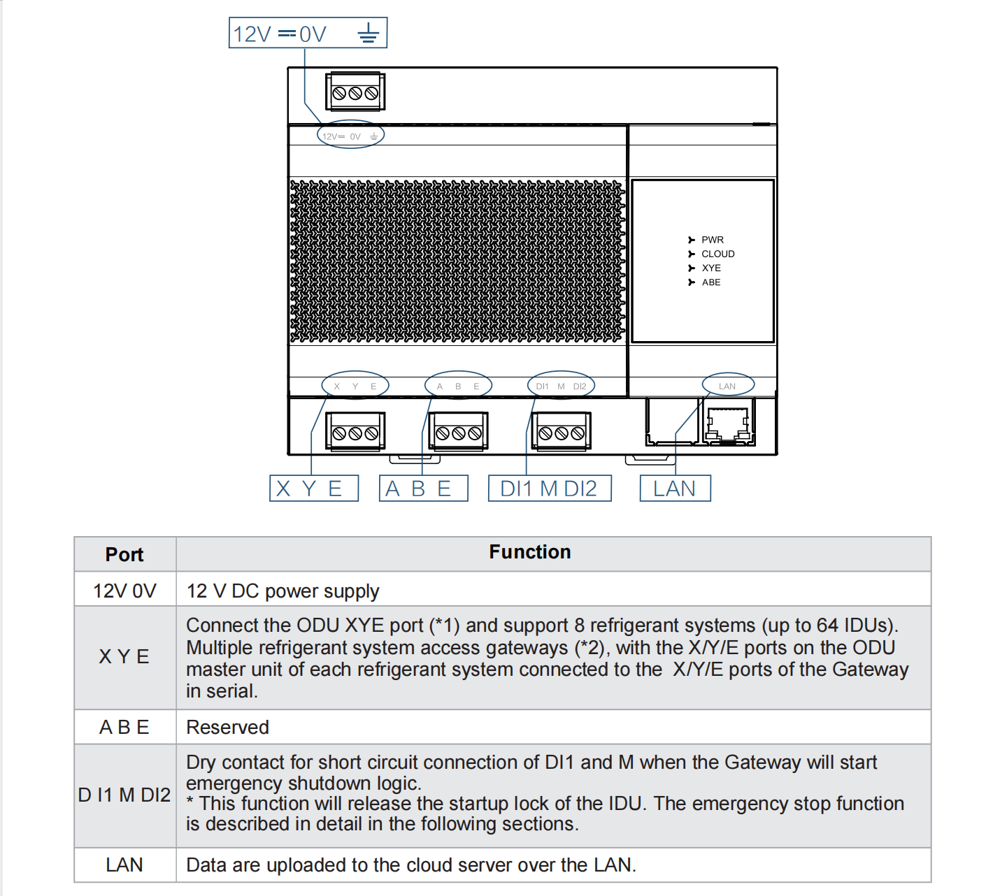 12V 0V
12V 0V
PWR
CLOUD
XYE
ABE
X Y E
A B E
DI1 M DI2
LAN
X Y E
A B E
DI1 M DI2
LAN
Port
Function
12V 0V
12 V DC power supply
X Y E
Connect the ODU XYE port (*1) and support 8 refrigerant systems (up to 64 IDUs).
Multiple refrigerant system access gateways (*2), with the X/Y/E ports on the ODU
master unit of each refrigerant system connected to the X/Y/E ports of the Gateway
in serial.
A B E
Reserved
D I1 M DI2
Dry contact for short circuit connection of DI1 and M when the Gateway will start
emergency shutdown logic.
* This function will release the startup lock of the IDU. The emergency stop function
is described in detail in the following sections.
LAN
Data are uploaded to the cloud server over the LAN.